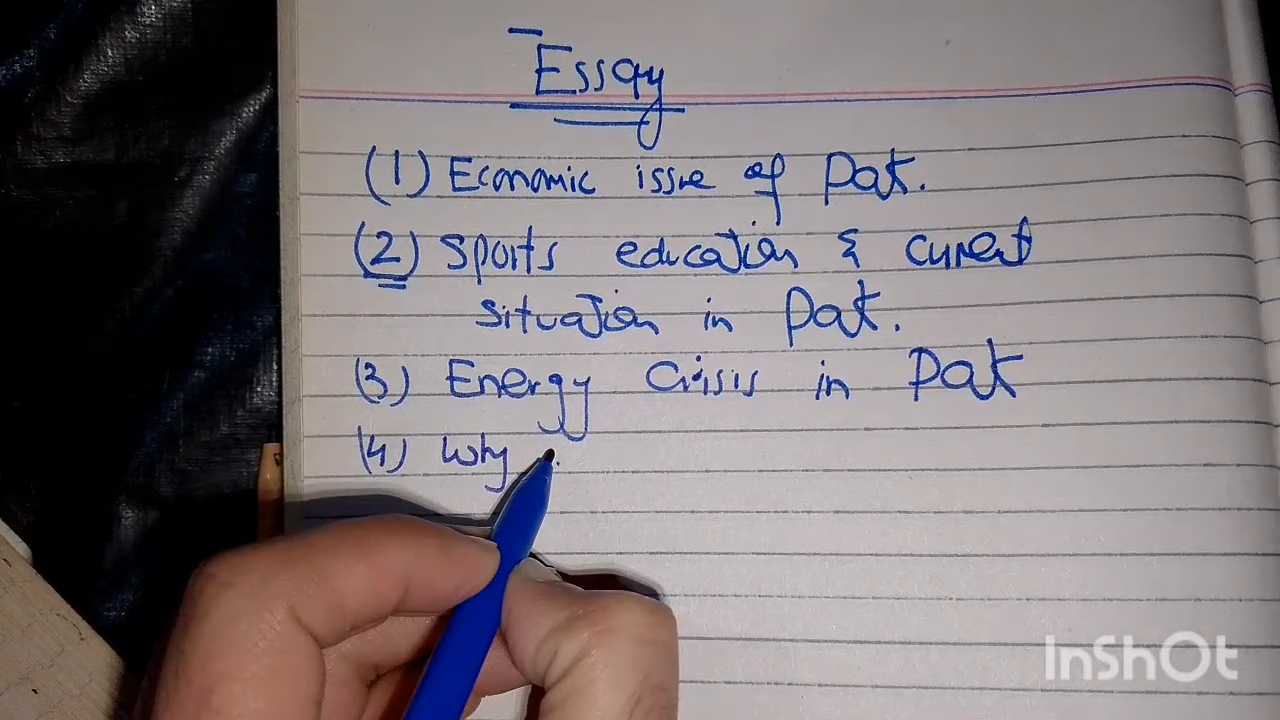 Essay
(1) Economic issue of Pak.
(2) Sports education & curent
situation in Pak.
(3) Energy Crisis in Pak
(4) Why
InShOt